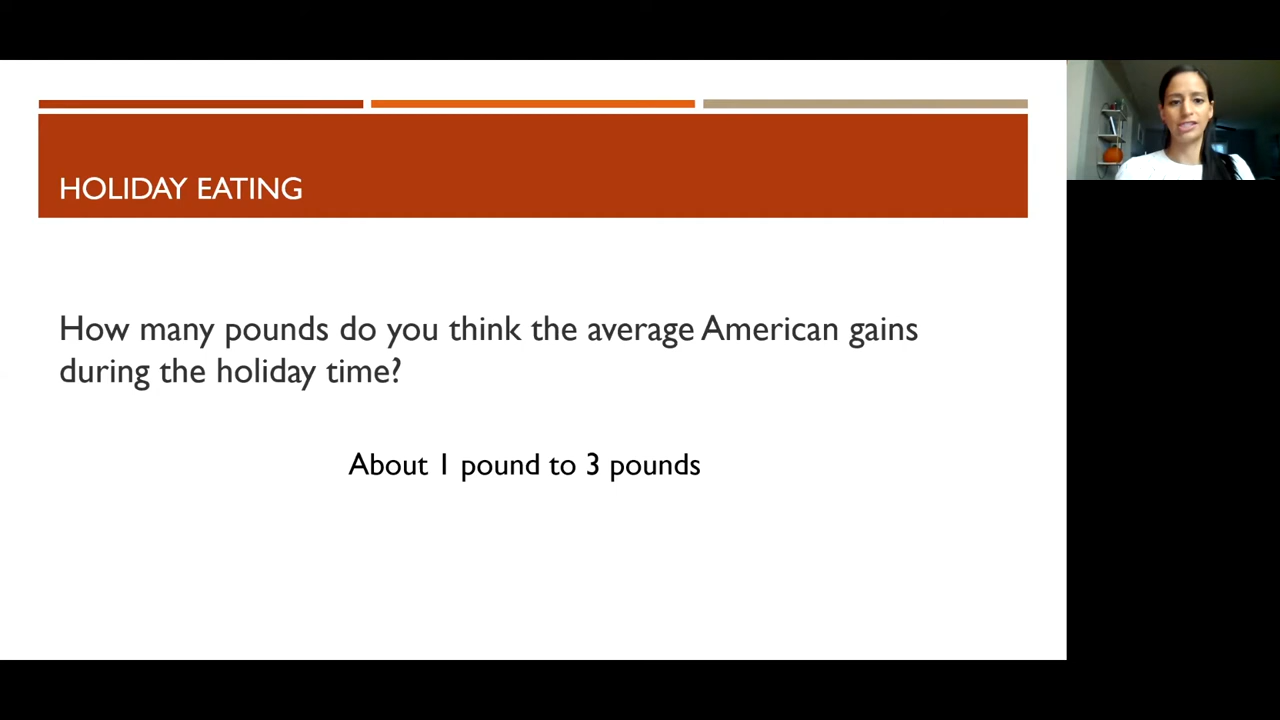 HOLIDAY EATING
How many pounds do you think the average American gains
during the holiday time?
About 1 pound to 3 pounds